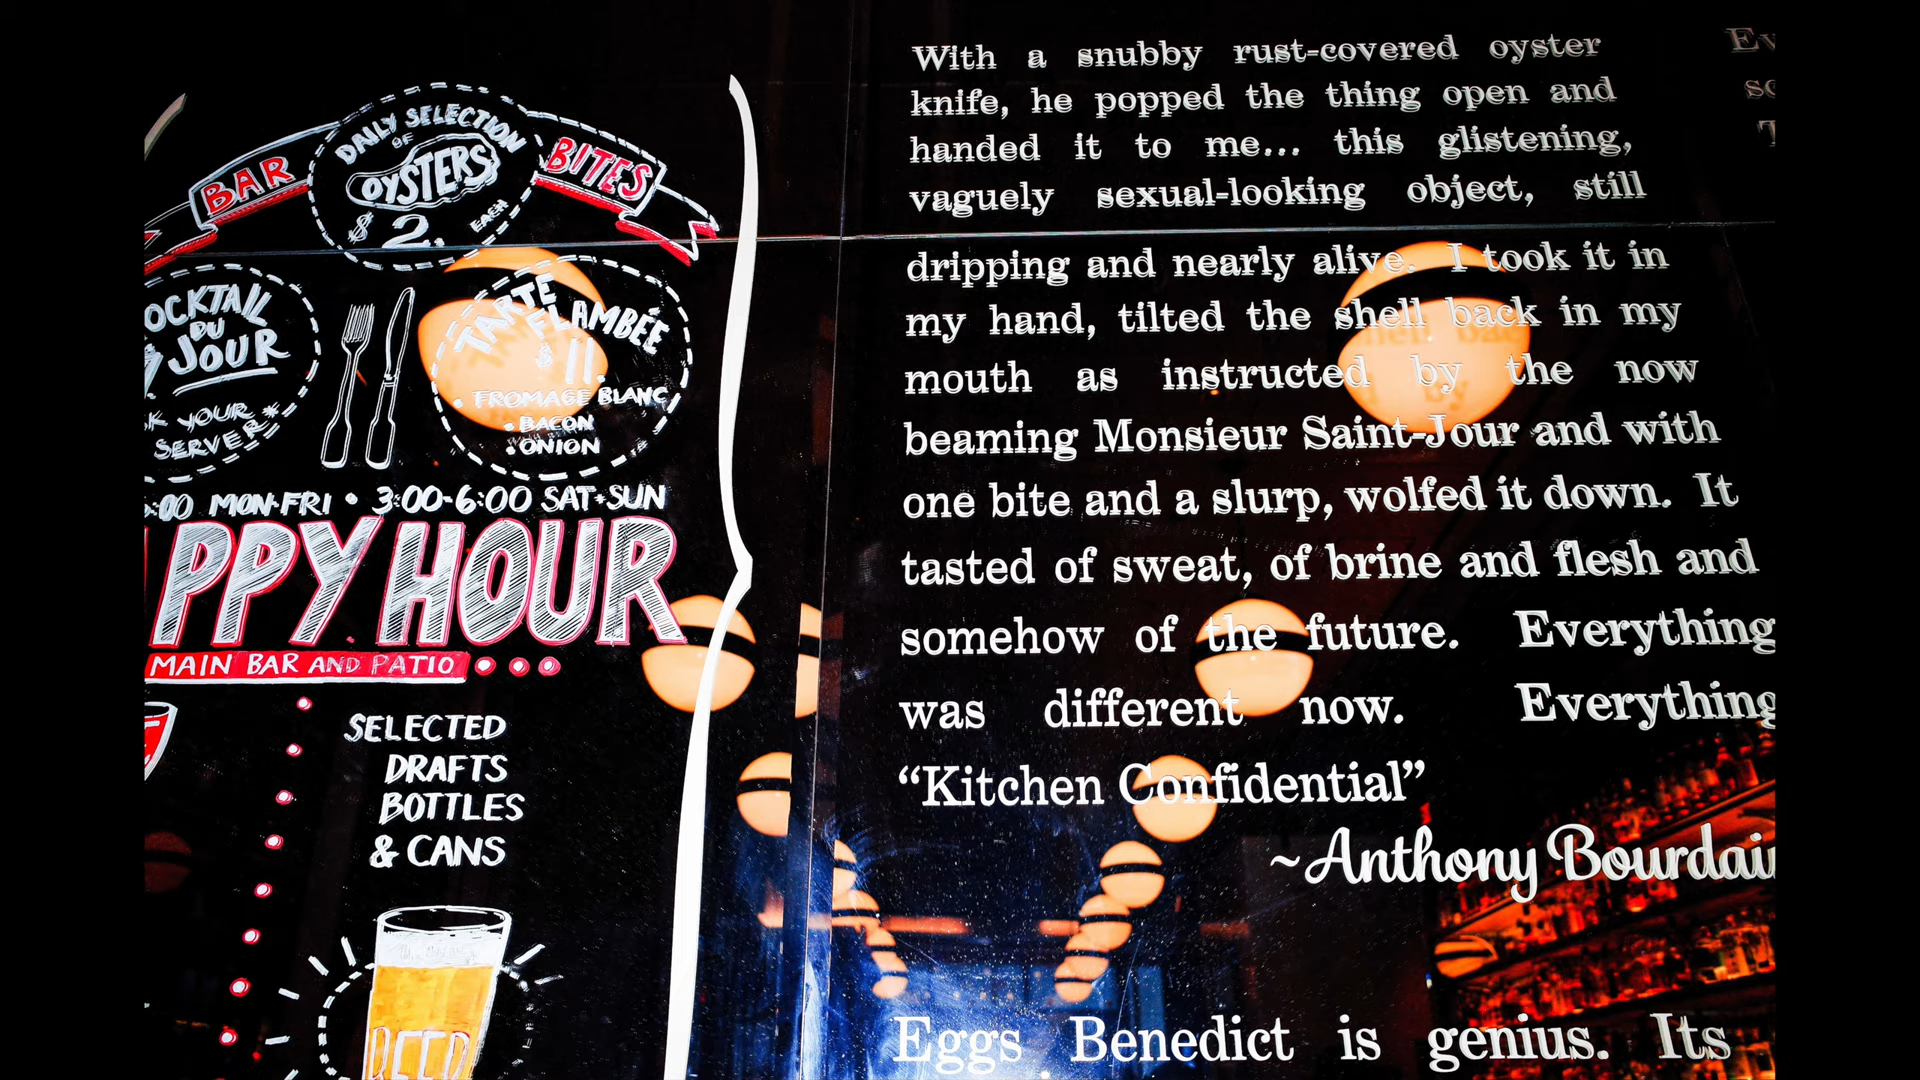 BAR
DAILY SELECTION
OF
OYSTERS
$2.
EACH
BITES
OCKTAIL
DU
JOUR
K YOUR
SERVER
TARTE
FLAMBÉE
$11
• FROMAGE BLANC
• BACON
• ONION
:00 MON-FRI • 3:00-6:00 SAT+SUN
PPY HOUR
MAIN BAR AND PATIO
SELECTED
DRAFTS
BOTTLES
& CANS
BEER
With a snubby rust-covered oyster
knife, he popped the thing open and
handed it to me... this glistening,
vaguely sexual-looking object, still
dripping and nearly alive. I took it in
my hand, tilted the shell back in my
mouth as instructed by the now
beaming Monsieur Saint-Jour and with
one bite and a slurp, wolfed it down. It
tasted of sweat, of brine and flesh and
somehow of the future. Everything
was different now. Everything
“Kitchen Confidential”
~Anthony Bourdai
Eggs Benedict is genius. Its